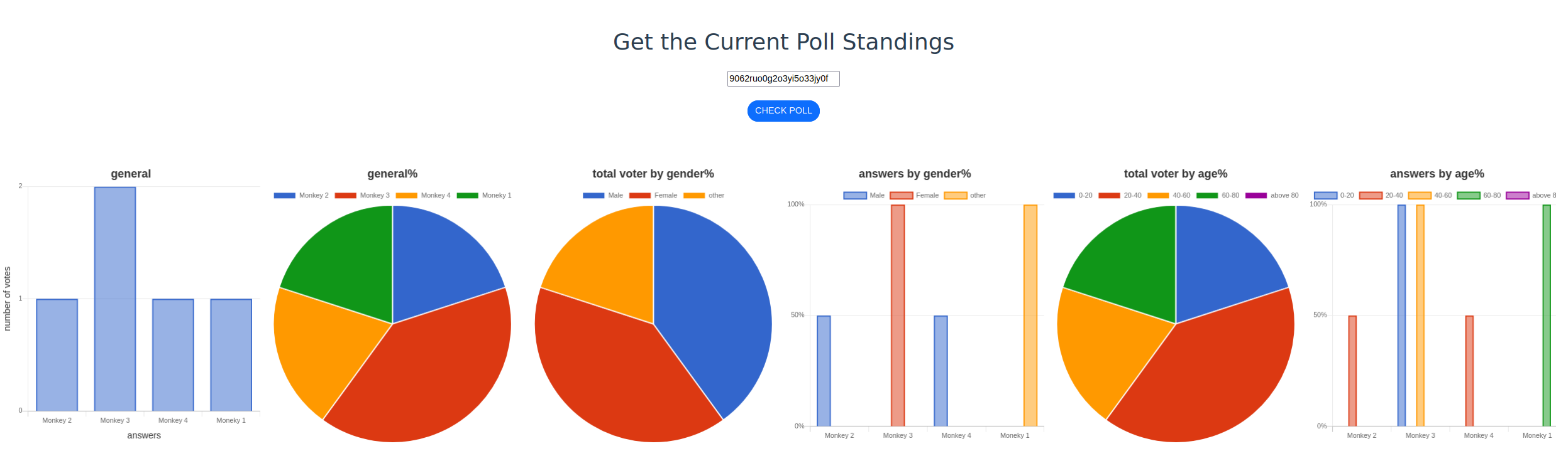 Get the Current Poll Standings
9062ruo0g2o3yi5o33jy0f
CHECK POLL
general
number of votes
2
1
0
Monkey 2 Monkey 3 Monkey 4 Moneky 1
answers
general%
Monkey 2 Monkey 3 Monkey 4 Moneky 1
total voter by gender%
Male Female other
answers by gender%
Male Female other
100%
50%
0%
Monkey 2 Monkey 3 Monkey 4 Moneky 1
total voter by age%
0-20 20-40 40-60 60-80 above 80
answers by age%
0-20 20-40 40-60 60-80 above 8
100%
50%
0%
Monkey 2 Monkey 3 Monkey 4 Moneky 1